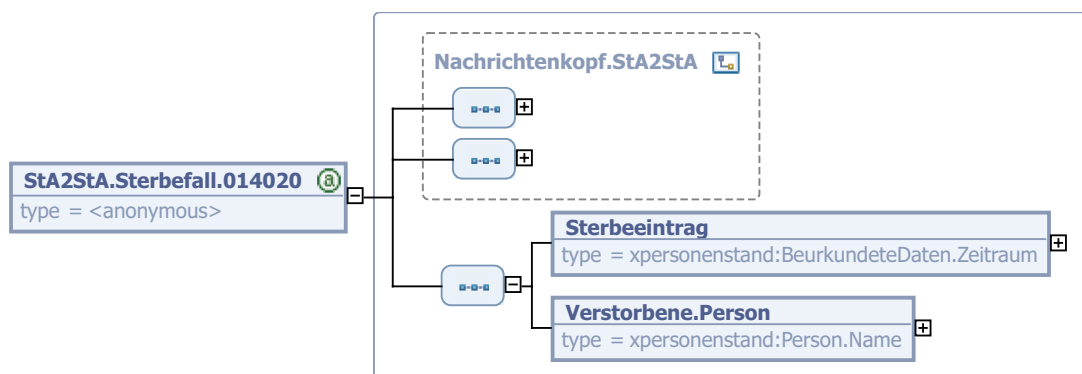 Nachrichtenkopf.StA2StA
StA2StA.Sterbefall.014020 @
type = <anonymous>
Sterbeeintrag
type = xpersonenstand:BeurkundeteDaten.Zeitraum
Verstorbene.Person
type = xpersonenstand:Person.Name